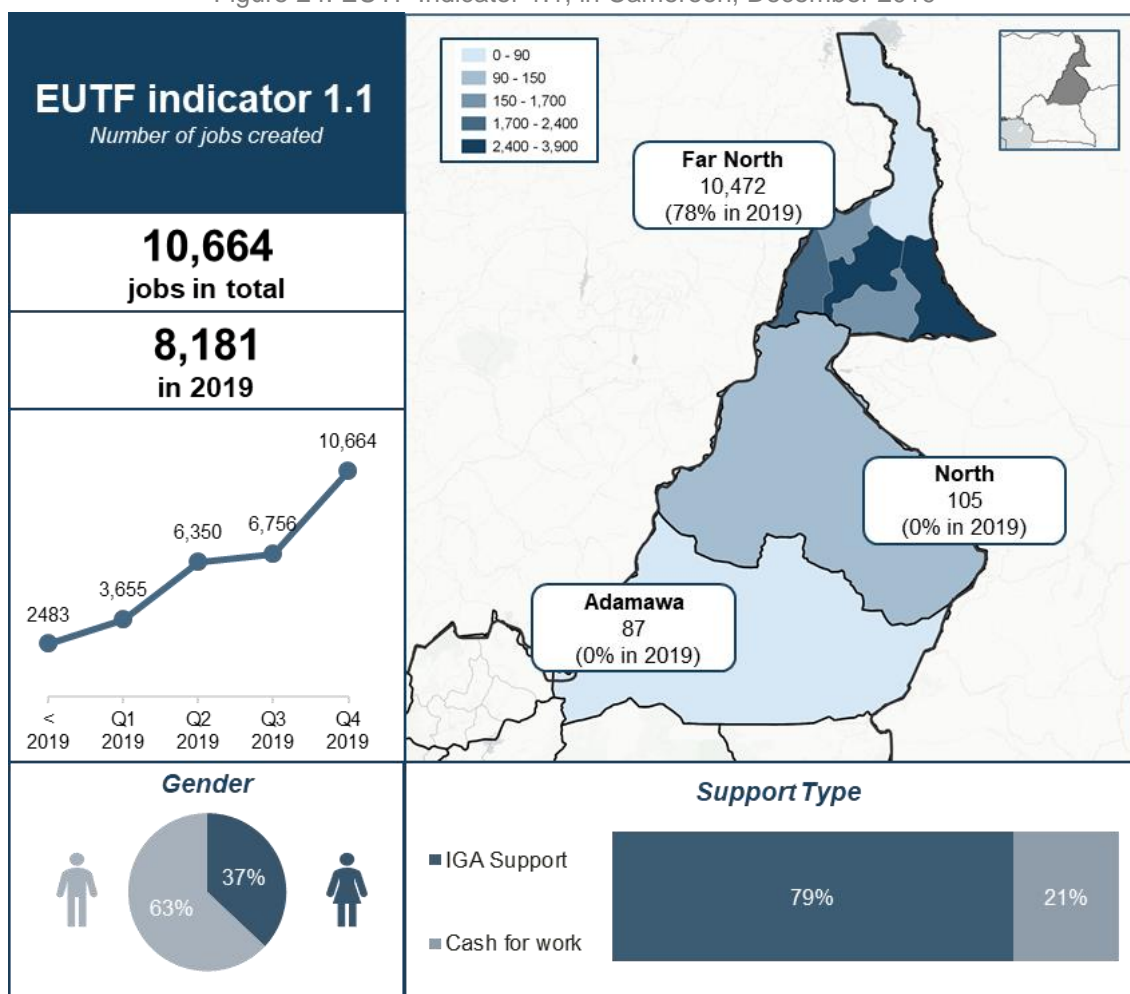 EUTF indicator 1.1
Number of jobs created
10,664
jobs in total
8,181
in 2019
10,664
6,756
6,350
3,655
2483
<
2019
Q1
2019
Q2
2019
Q3
2019
Q4
2019
0 - 90
90 - 150
150 - 1,700
1,700 - 2,400
2,400 - 3,900
Far North
10,472
(78% in 2019)
North
105
(0% in 2019)
Adamawa
87
(0% in 2019)
Gender
37%
63%
Support Type
IGA Support
79%
21%
Cash for work